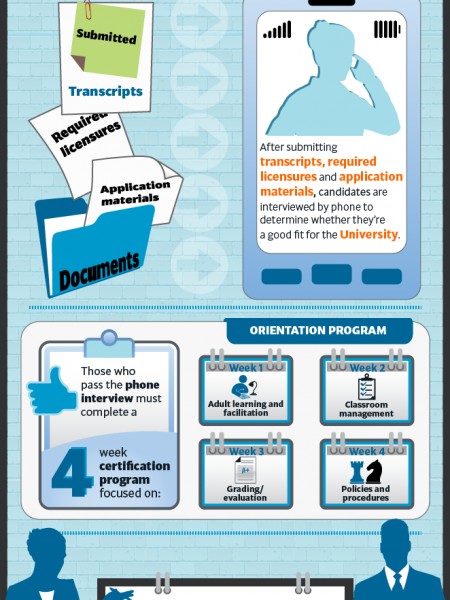 Submitted
Transcripts
Required
licensures
Application
materials
Documents
After submitting
transcripts, required
licensures and application
materials, candidates are
interviewed by phone to
determine whether they're
a good fit for the University.
ORIENTATION PROGRAM
Those who
pass the phone
interview must
complete a
4 week
certification
program
focused on:
Week 1
Adult learning and
facilitation
Week 2
Classroom
management
Week 3
A+
Grading/
evaluation
Week 4
Policies and
procedures